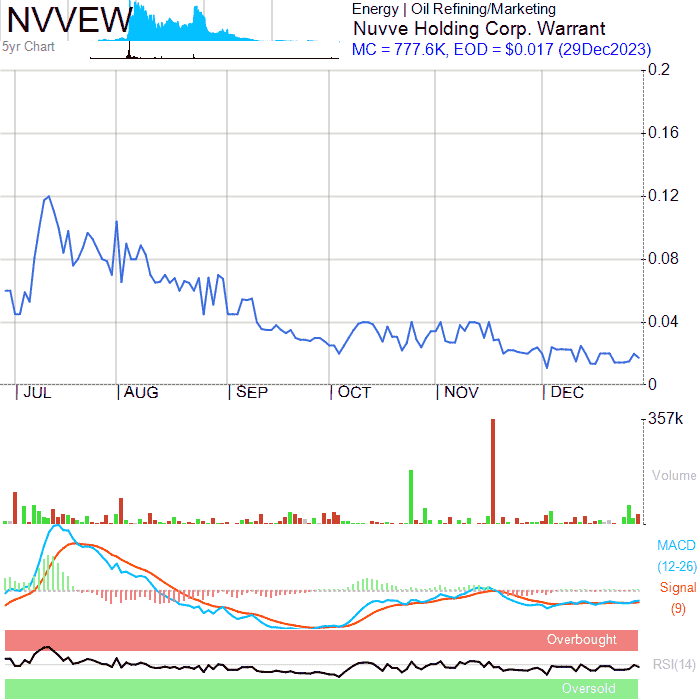 NVVEW
5yr Chart
Energy | Oil Refining/Marketing
Nuvve Holding Corp. Warrant
MC = 777.6K, EOD = $0.017 (29Dec2023)
0.2
0.16
0.12
0.08
0.04
0
JUL AUG SEP OCT NOV DEC
357k
Volume
MACD
(12-26)
Signal
(9)
Overbought
RSI(14)
Oversold